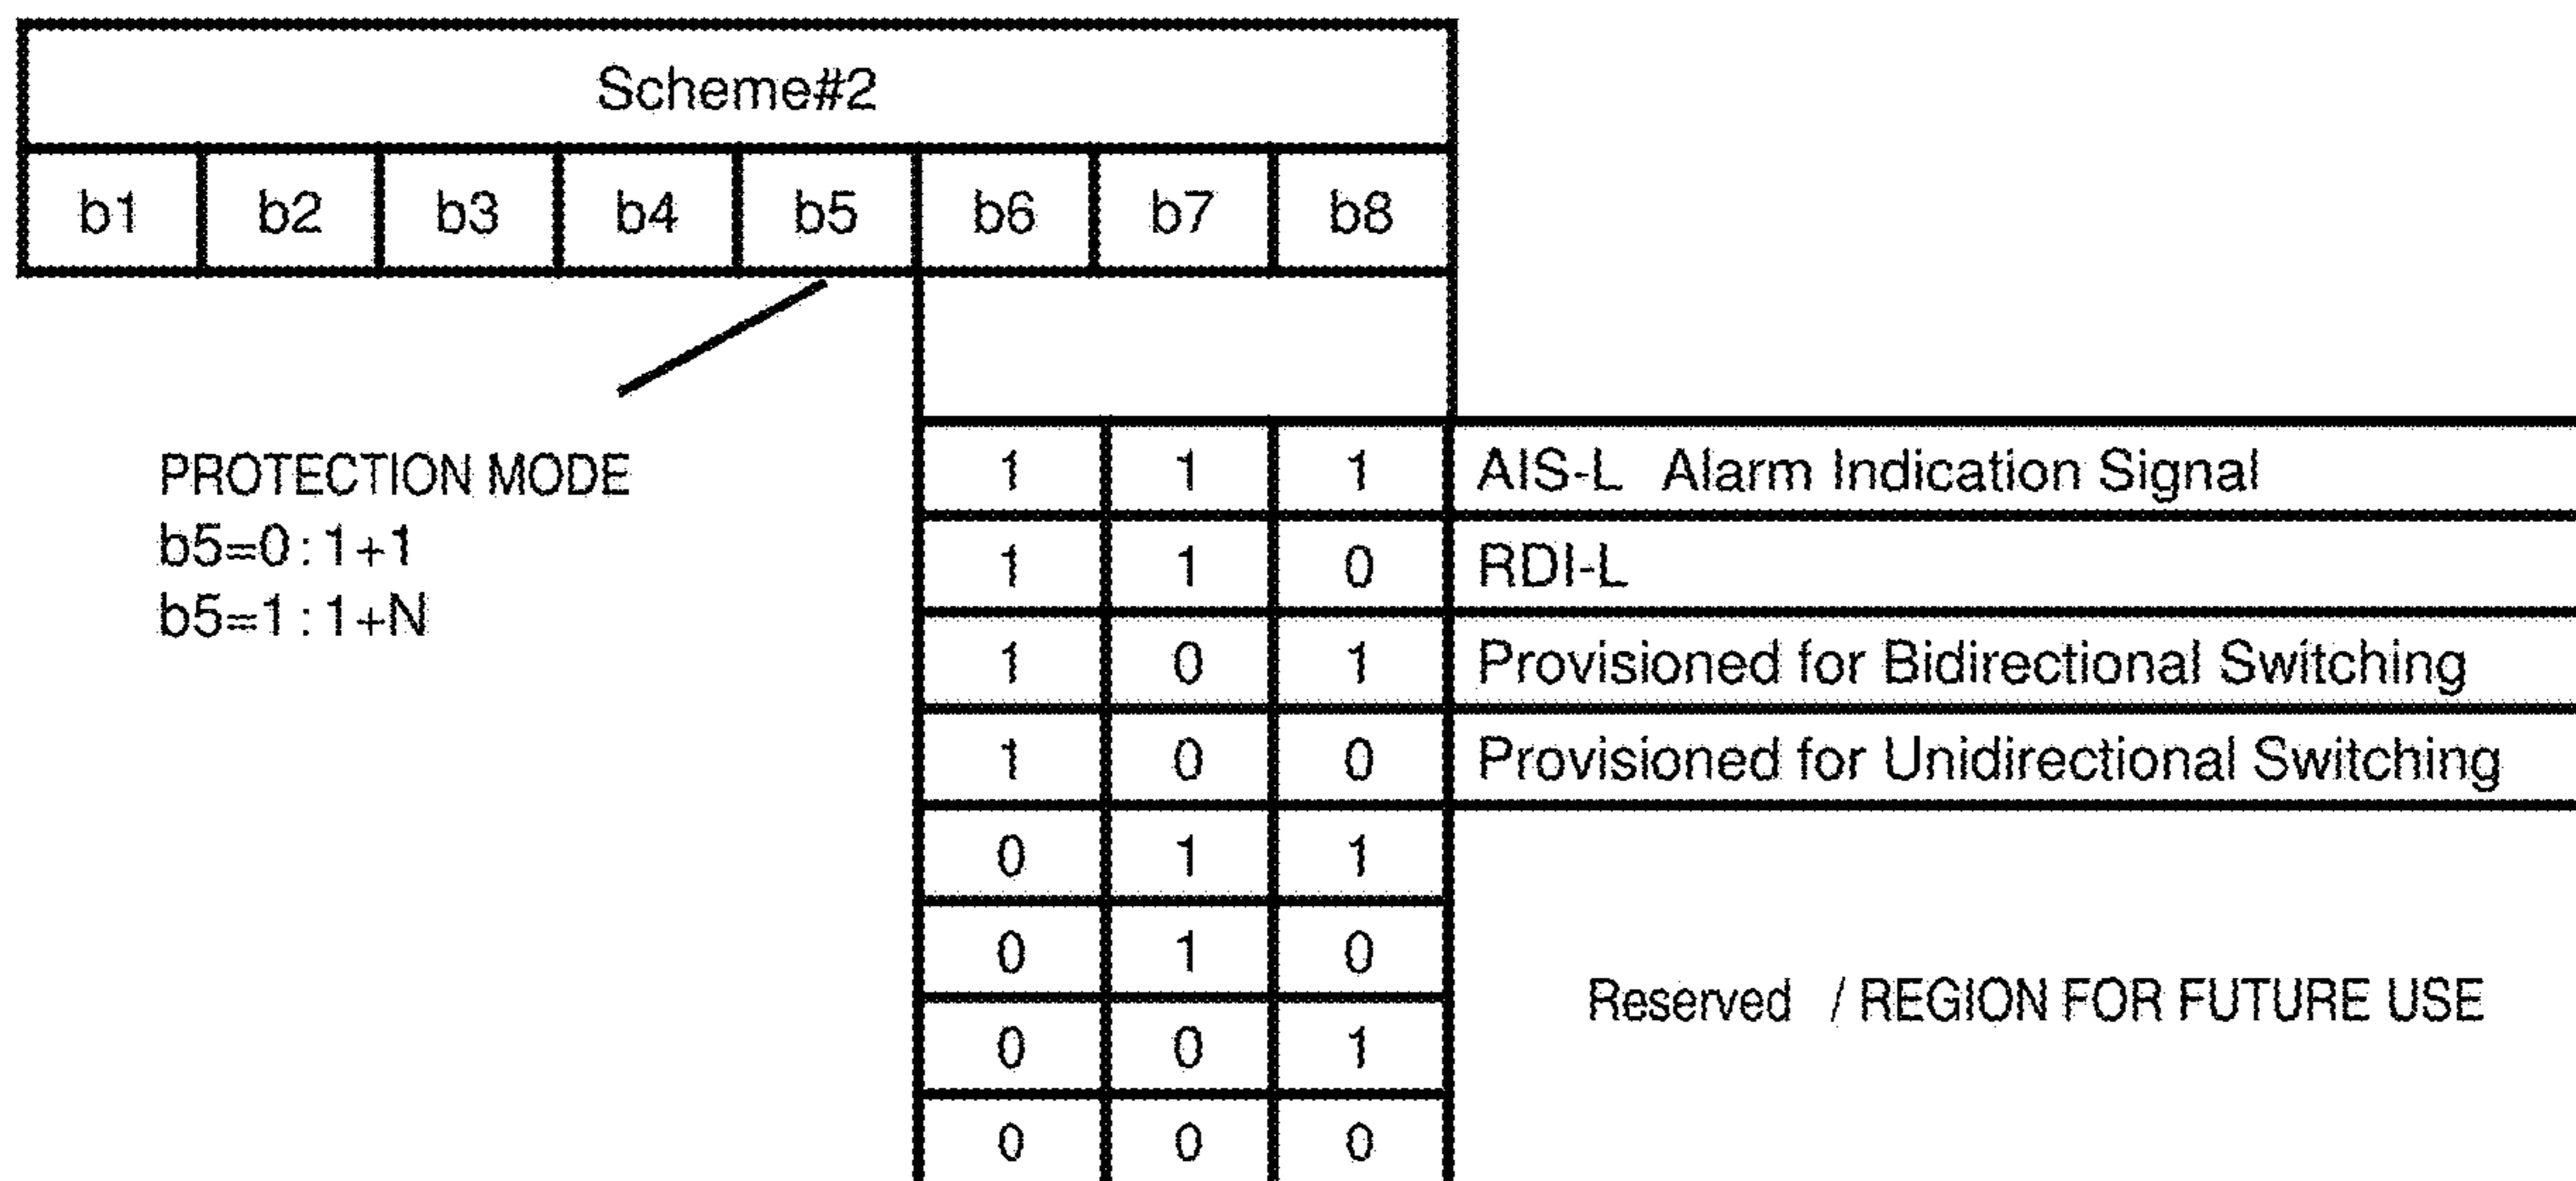 Scheme#2
b1 b2 b3 b4 b5 b6 b7 b8
PROTECTION MODE
b5=0:1+1
b5=1:1+N
1 1 1 AIS-L Alarm Indication Signal
1 1 0 RDI-L
1 0 1 Provisioned for Bidirectional Switching
1 0 0 Provisioned for Unidirectional Switching
0 1 1
0 1 0
Reserved / REGION FOR FUTURE USE
0 0 1
0 0 0